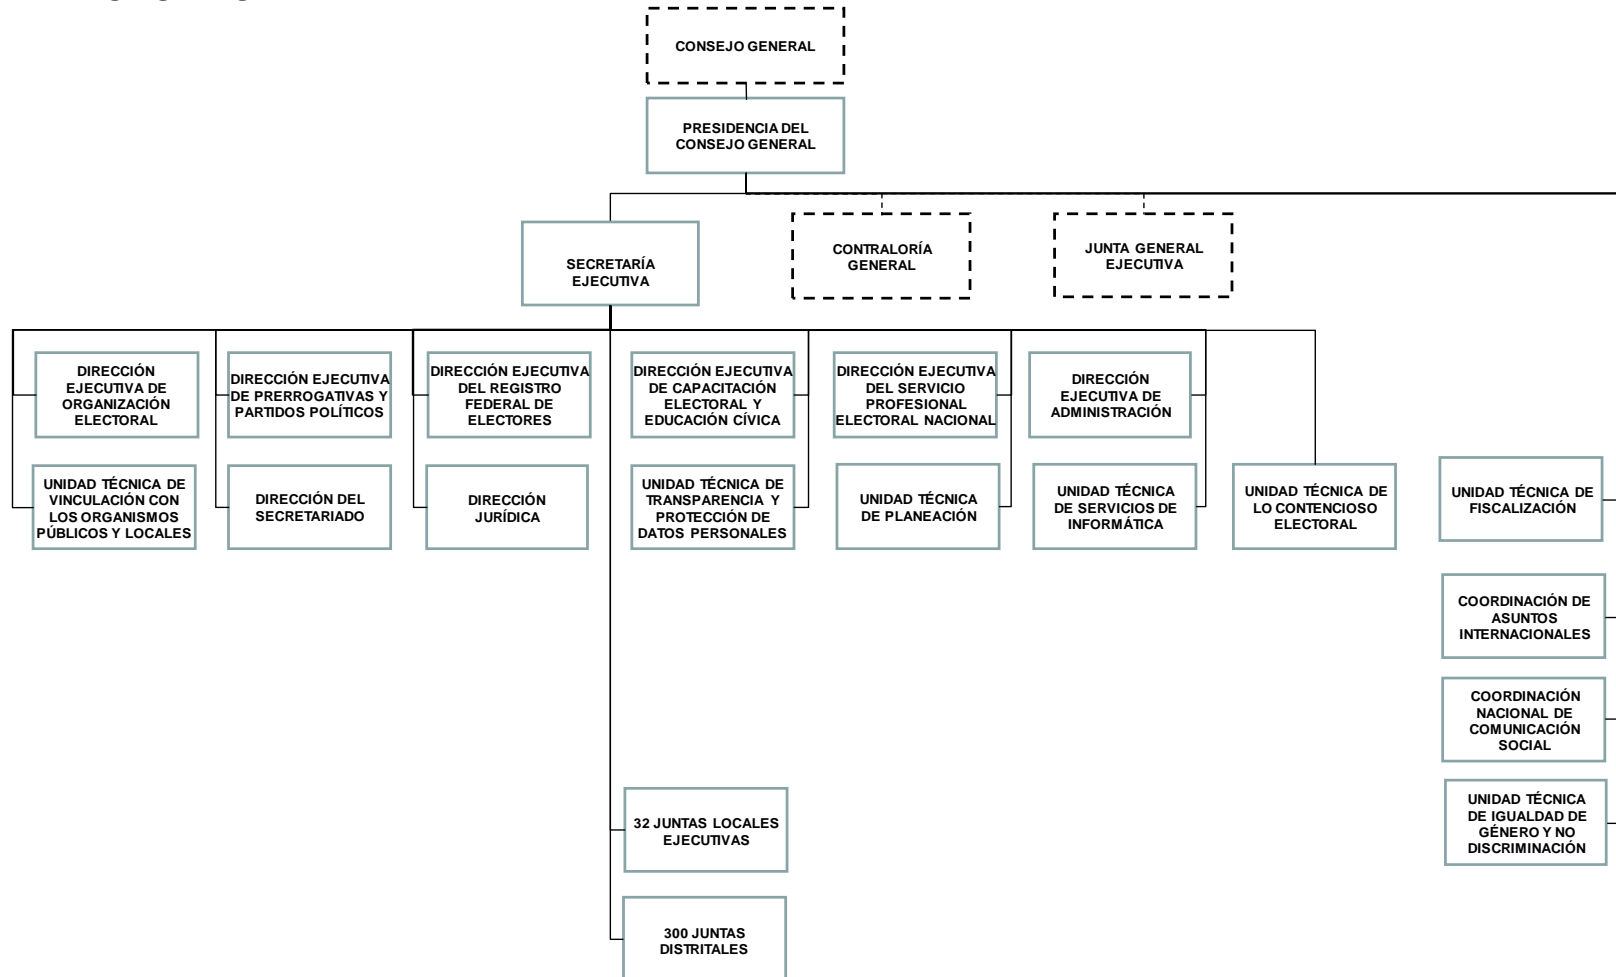 CONSEJO GENERAL
PRESIDENCIA DEL
CONSEJO GENERAL
SECRETARÍA
EJECUTIVA
CONTRALORÍA
GENERAL
JUNTA GENERAL
EJECUTIVA
DIRECCIÓN
EJECUTIVA DE
ORGANIZACIÓN
ELECTORAL
DIRECCIÓN EJECUTIVA
DE PRERROGATIVAS Y
PARTIDOS POLÍTICOS
DIRECCIÓN EJECUTIVA
DEL REGISTRO
FEDERAL DE
ELECTORES
DIRECCIÓN EJECUTIVA
DE CAPACITACIÓN
ELECTORAL Y
EDUCACIÓN CÍVICA
DIRECCIÓN EJECUTIVA
DEL SERVICIO
PROFESIONAL
ELECTORAL NACIONAL
DIRECCIÓN
EJECUTIVA DE
ADMINISTRACIÓN
UNIDAD TÉCNICA DE
VINCULACIÓN CON
LOS ORGANISMOS
PÚBLICOS Y LOCALES
DIRECCIÓN DEL
SECRETARIADO
DIRECCIÓN
JURÍDICA
UNIDAD TÉCNICA DE
TRANSPARENCIA Y
PROTECCIÓN DE
DATOS PERSONALES
UNIDAD TÉCNICA
DE PLANEACIÓN
UNIDAD TÉCNICA
DE SERVICIOS DE
INFORMÁTICA
UNIDAD TÉCNICA DE
LO CONTENCIOSO
ELECTORAL
UNIDAD TÉCNICA DE
FISCALIZACIÓN
COORDINACIÓN DE
ASUNTOS
INTERNACIONALES
COORDINACIÓN
NACIONAL DE
COMUNICACIÓN
SOCIAL
UNIDAD TÉCNICA
DE IGUALDAD DE
GÉNERO Y NO
DISCRIMINACIÓN
32 JUNTAS LOCALES
EJECUTIVAS
300 JUNTAS
DISTRITALES